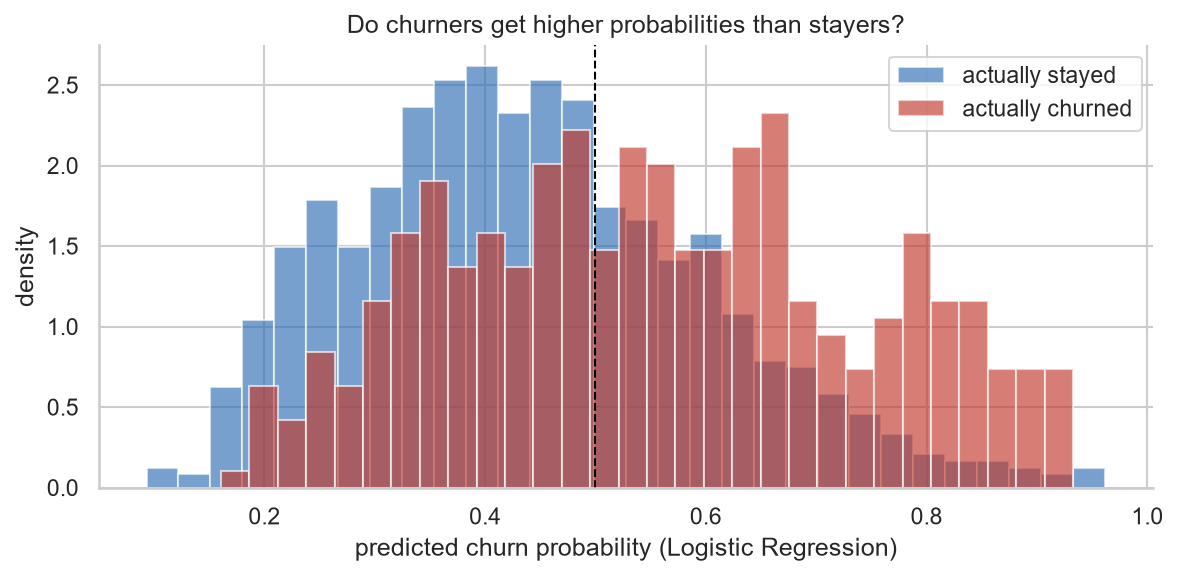 Do churners get higher probabilities than stayers?
actually stayed
actually churned
density
2.5
2.0
1.5
1.0
0.5
0.0
0.2 0.4 0.6 0.8 1.0
predicted churn probability (Logistic Regression)